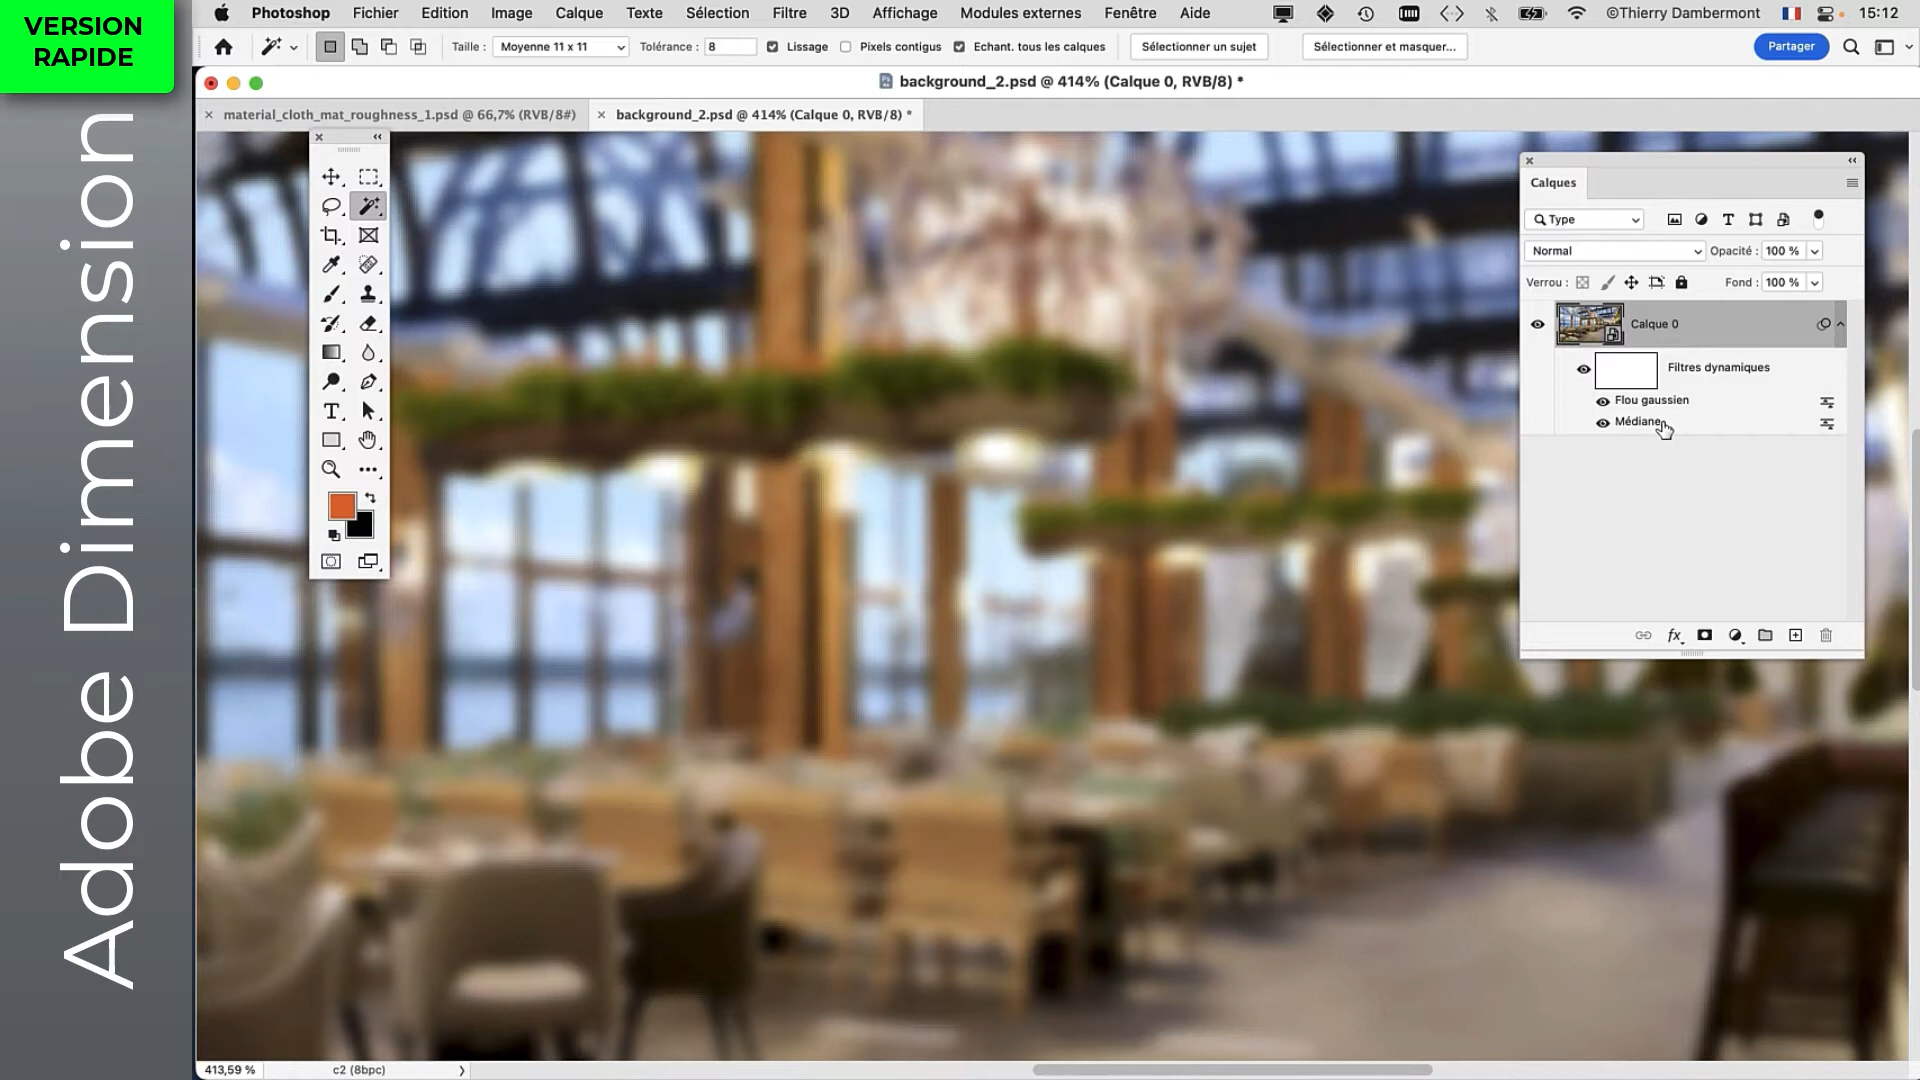 VERSION
RAPIDE
Adobe Dimension
Photoshop Fichier Edition Image Calque Texte Sélection Filtre 3D Affichage Modules externes Fenêtre Aide ©Thierry Dambermont 15:12
Taille : Moyenne 11 x 11 Tolérance : 8 Lissage Pixels contigus Echant. tous les calques Sélectionner un sujet Sélectionner et masquer... Partager
background_2.psd @ 414% (Calque 0, RVB/8) *
material_cloth_mat_roughness_1.psd @ 66,7% (RVB/8#) background_2.psd @ 414% (Calque 0, RVB/8) *
Calques
Type
Normal Opacité : 100 %
Verrou : Fond : 100 %
Calque 0
Filtres dynamiques
Flou gaussien
Médiane
fx
413,59 % c2 (8bpc)